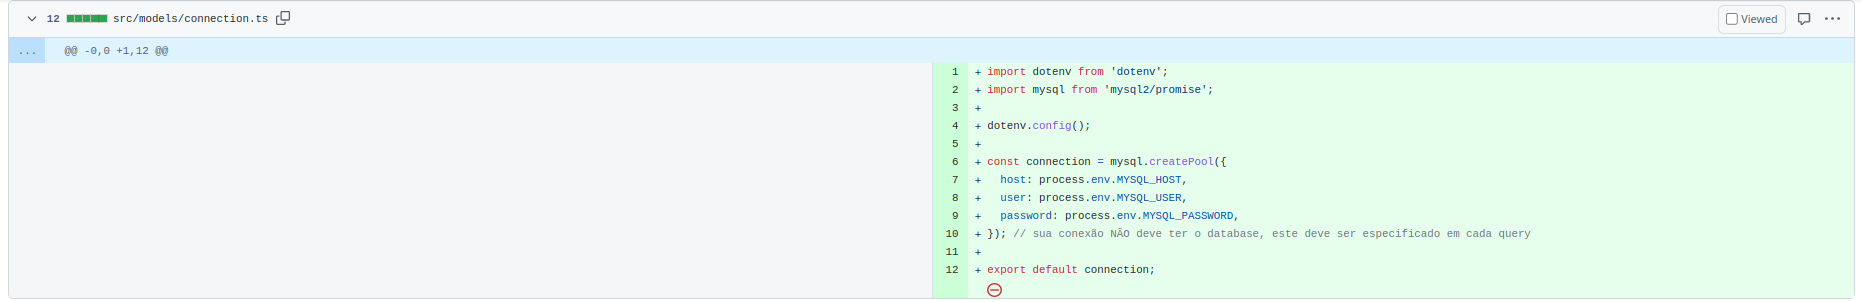 12 src/models/connection.ts Viewed
... @@ -0,0 +1,12 @@
1 + import dotenv from 'dotenv';
2 + import mysql from 'mysql2/promise';
3 +
4 + dotenv.config();
5 +
6 + const connection = mysql.createPool({
7 +   host: process.env.MYSQL_HOST,
8 +   user: process.env.MYSQL_USER,
9 +   password: process.env.MYSQL_PASSWORD,
10 + }); // sua conexão NÃO deve ter o database, este deve ser especificado em cada query
11 +
12 + export default connection;